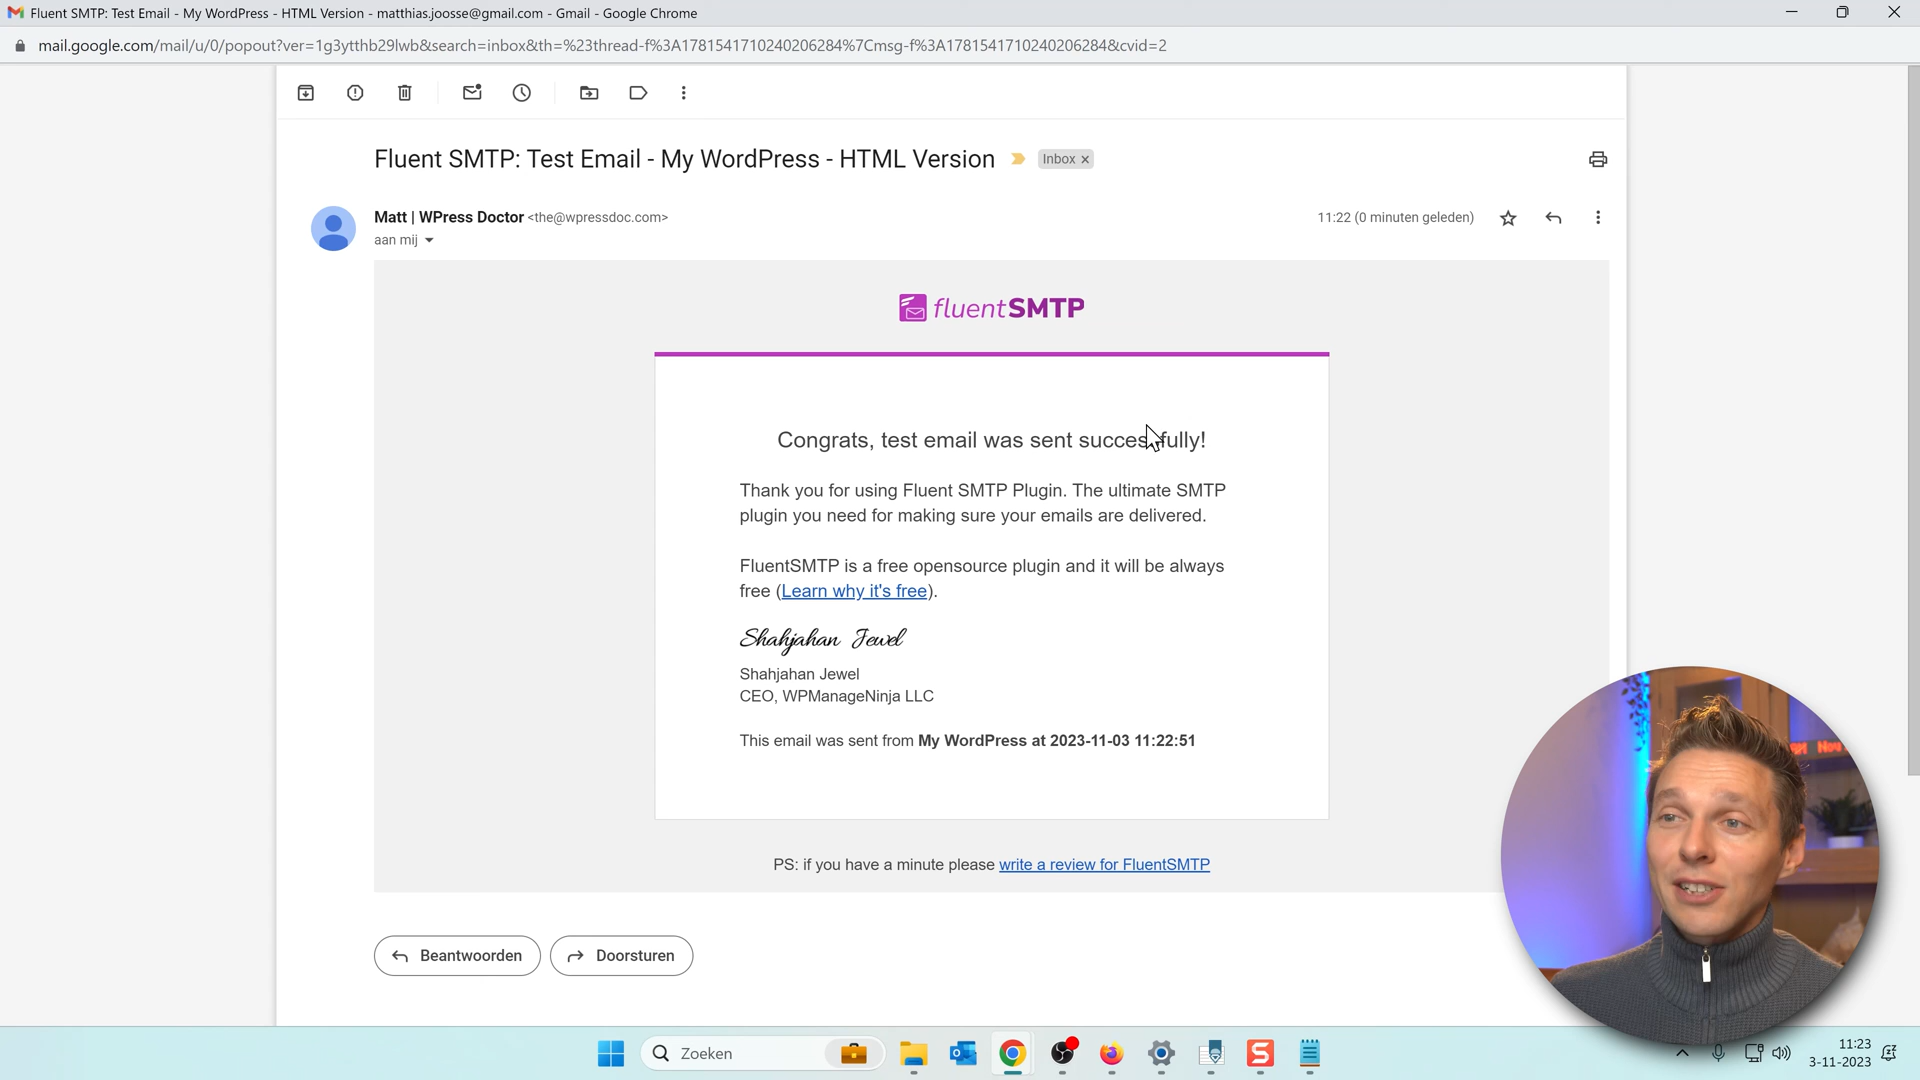 Fluent SMTP: Test Email - My WordPress - HTML Version - matthias.joosse@gmail.com - Gmail - Google Chrome
mail.google.com/mail/u/0/popout?ver=1g3ytthb29lwb&search=inbox&th=%23thread-f%3A1781541710240206284%7Cmsg-f%3A1781541710240206284&cvid=2
Fluent SMTP: Test Email - My WordPress - HTML Version Inbox ×
Matt | WPress Doctor <the@wpressdoc.com> 11:22 (0 minuten geleden)
aan mij
fluentSMTP
Congrats, test email was sent successfully!
Thank you for using Fluent SMTP Plugin. The ultimate SMTP
plugin you need for making sure your emails are delivered.
FluentSMTP is a free opensource plugin and it will be always
free (Learn why it's free).
Shahjahan Jewel
Shahjahan Jewel
CEO, WPManageNinja LLC
This email was sent from My WordPress at 2023-11-03 11:22:51
PS: if you have a minute please write a review for FluentSMTP
Beantwoorden Doorsturen
Zoeken
11:23
3-11-2023